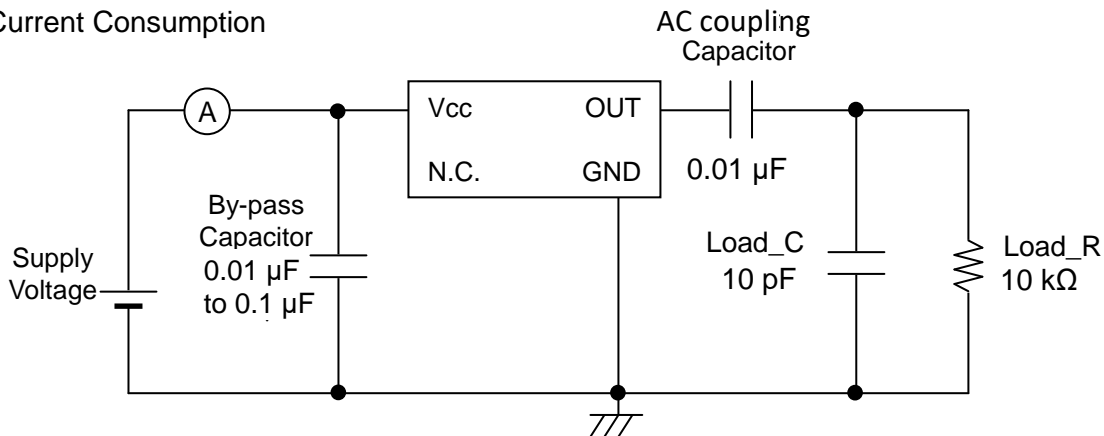 Current Consumption
AC coupling
Capacitor
A
Vcc
OUT
N.C.
GND
0.01 µF
By-pass
Capacitor
0.01 µF
to 0.1 µF
Supply
Voltage
Load_C
10 pF
Load_R
10 kΩ